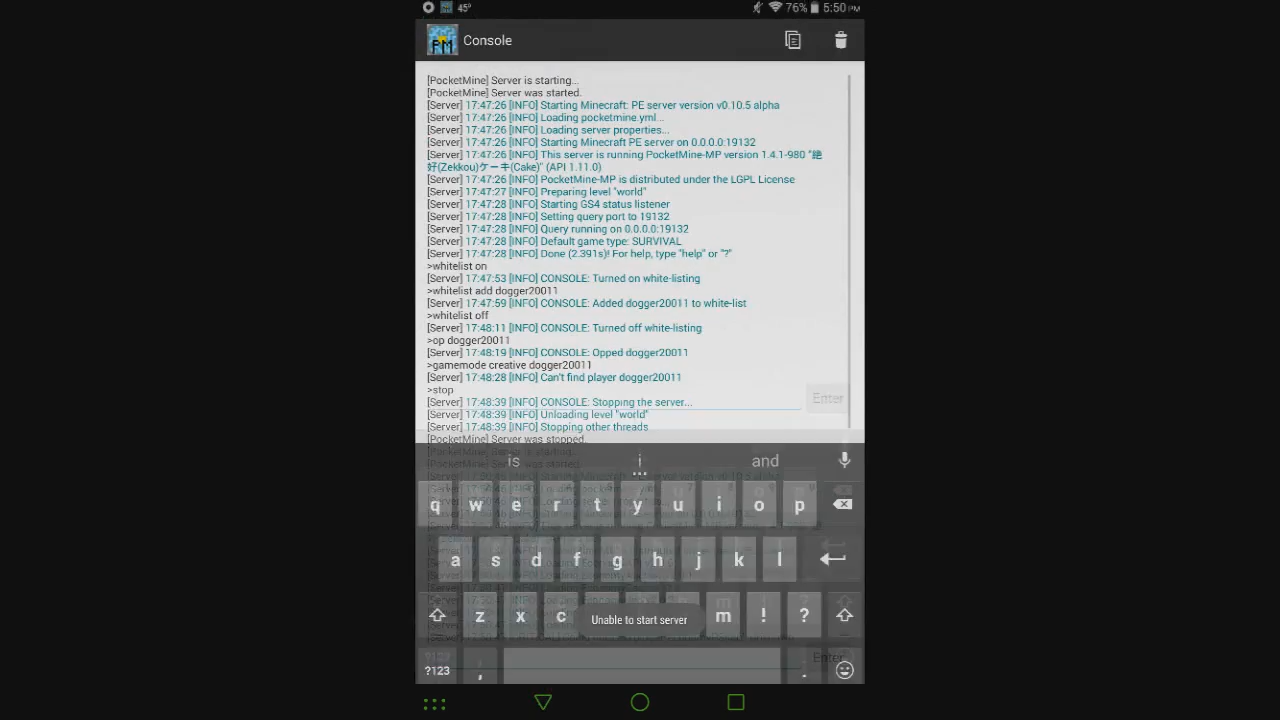 45°
76% 5:50 PM
Console
[PocketMine] Server is starting...
[PocketMine] Server was started.
[Server] 17:47:26 [INFO] Starting Minecraft: PE server version v0.10.5 alpha
[Server] 17:47:26 [INFO] Loading pocketmine.yml...
[Server] 17:47:26 [INFO] Loading server properties...
[Server] 17:47:26 [INFO] Starting Minecraft PE server on 0.0.0.0:19132
[Server] 17:47:26 [INFO] This server is running PocketMine-MP version 1.4.1-980 "絶
好(Zekkou)ケーキ(Cake)" (API 1.11.0)
[Server] 17:47:26 [INFO] PocketMine-MP is distributed under the LGPL License
[Server] 17:47:27 [INFO] Preparing level "world"
[Server] 17:47:28 [INFO] Starting GS4 status listener
[Server] 17:47:28 [INFO] Setting query port to 19132
[Server] 17:47:28 [INFO] Query running on 0.0.0.0:19132
[Server] 17:47:28 [INFO] Default game type: SURVIVAL
[Server] 17:47:28 [INFO] Done (2.391s)! For help, type "help" or "?"
>whitelist on
[Server] 17:47:53 [INFO] CONSOLE: Turned on white-listing
>whitelist add dogger20011
[Server] 17:47:59 [INFO] CONSOLE: Added dogger20011 to white-list
>whitelist off
[Server] 17:48:11 [INFO] CONSOLE: Turned off white-listing
>op dogger20011
[Server] 17:48:19 [INFO] CONSOLE: Opped dogger20011
>gamemode creative dogger20011
[Server] 17:48:28 [INFO] Can't find player dogger20011
>stop
[Server] 17:48:39 [INFO] CONSOLE: Stopping the server...
Enter
[Server] 17:48:39 [INFO] Unloading level "world"
[Server] 17:48:39 [INFO] Stopping other threads
[PocketMine] Server was stopped.
is i and
q w e r t y u i o p
a s d f g h j k l
z x c m ! ?
Unable to start server
?123 , .
Enter